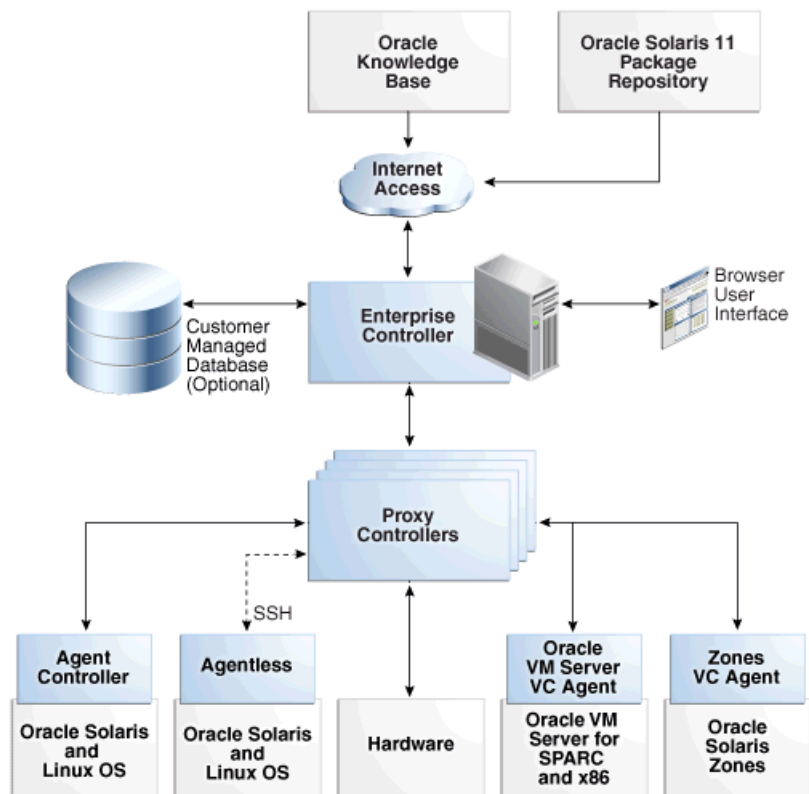 Oracle
Knowledge
Base
Oracle Solaris 11
Package
Repository
Internet
Access
Customer
Managed
Database
(Optional)
Enterprise
Controller
Browser
User
Interface
Proxy
Controllers
SSH
Agent
Controller
Oracle Solaris
and
Linux OS
Agentless
Oracle Solaris
and
Linux OS
Hardware
Oracle
VM Server
VC Agent
Oracle VM
Server for
SPARC
and x86
Zones
VC Agent
Oracle
Solaris
Zones